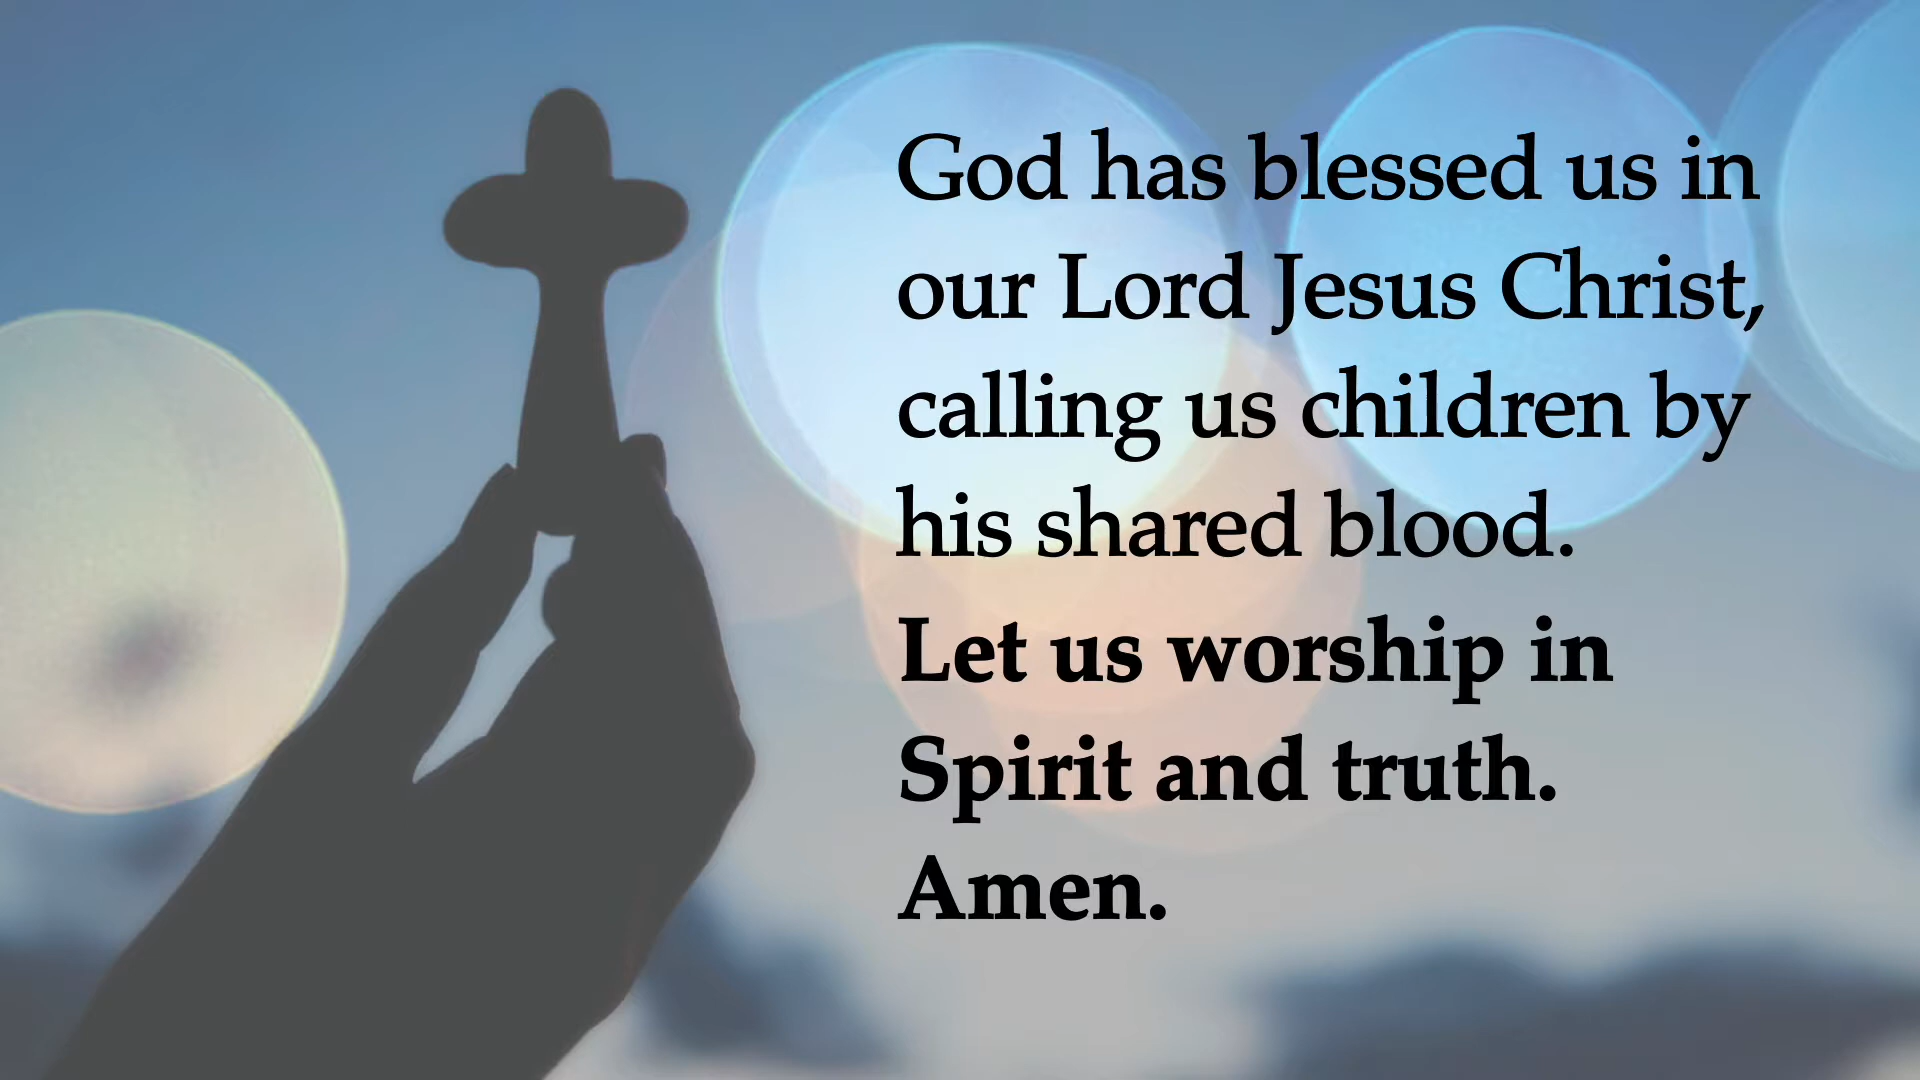 God has blessed us in
our Lord Jesus Christ,
calling us children by
his shared blood.
Let us worship in
Spirit and truth.
Amen.